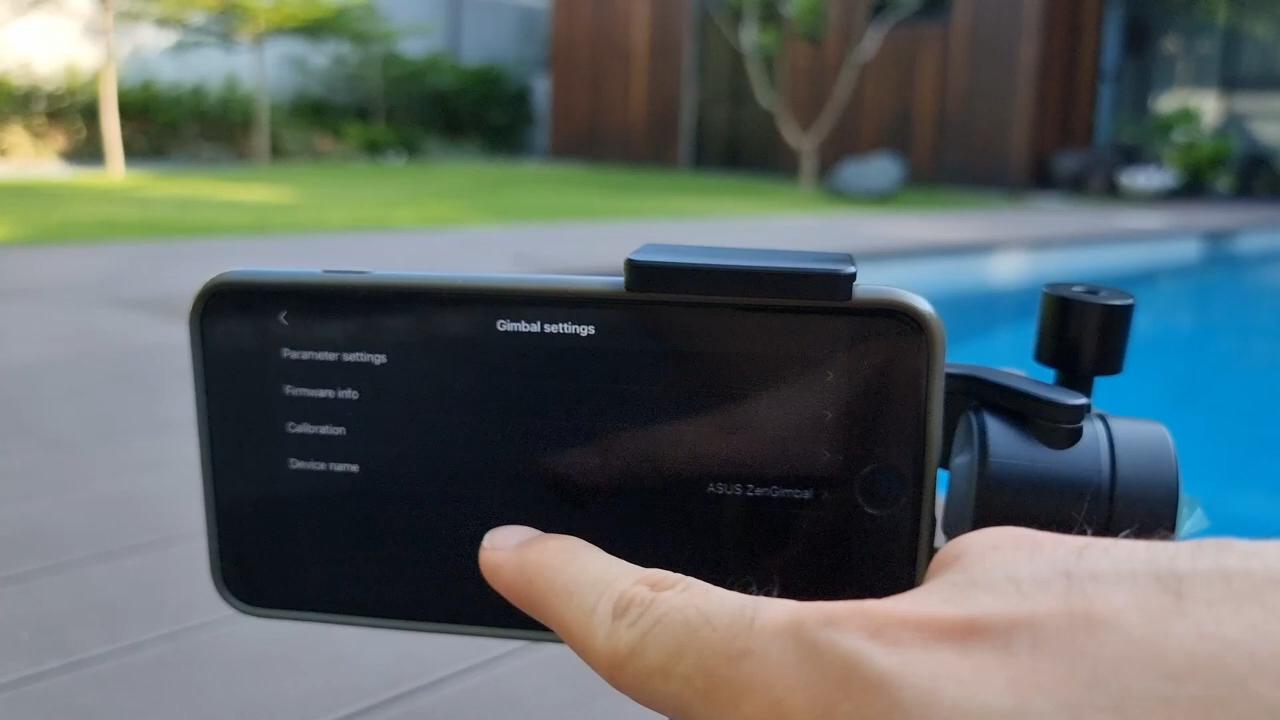 Gimbal settings
Parameter settings
Firmware info
Calibration
Device name
ASUS ZenGimbal